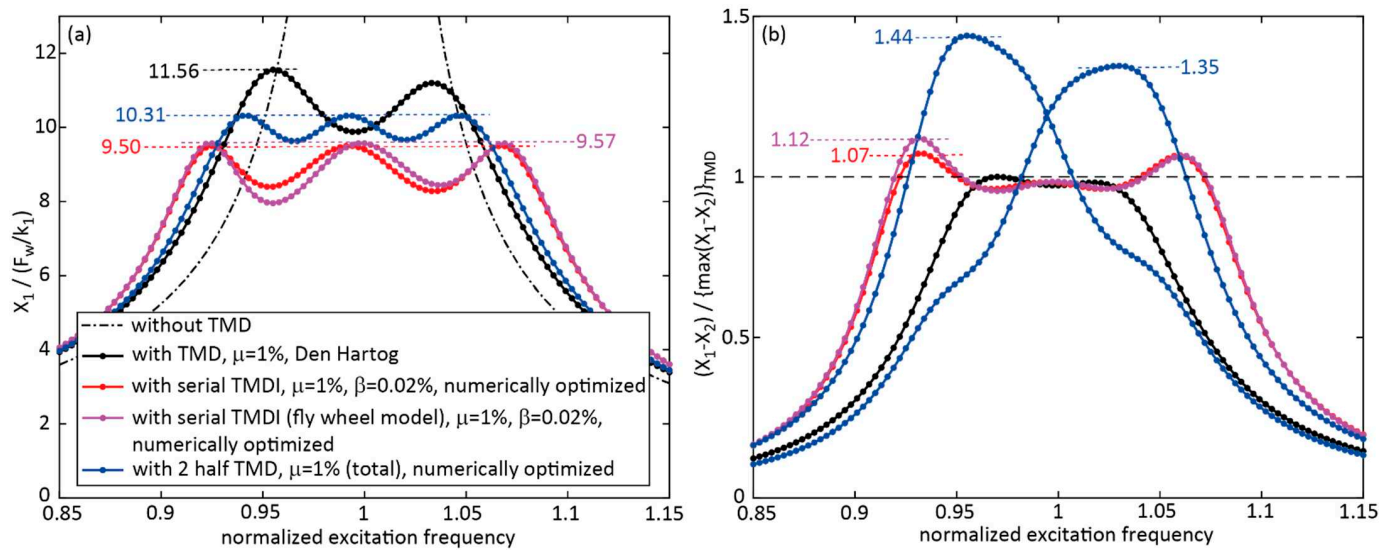 (a)
12
10
8
6
4
2
0
X1 / (Fw/k1)
11.56
10.31
9.50
9.57
without TMD
with TMD, μ=1%, Den Hartog
with serial TMDI, μ=1%, β=0.02%, numerically optimized
with serial TMDI (fly wheel model), μ=1%, β=0.02%,
numerically optimized
with 2 half TMD, μ=1% (total), numerically optimized
0.85 0.9 0.95 1 1.05 1.1 1.15
normalized excitation frequency
(b)
1.5
1
0.5
0
(X1-X2) / {max(X1-X2)}TMD
1.44
1.35
1.12
1.07
0.85 0.9 0.95 1 1.05 1.1 1.15
normalized excitation frequency